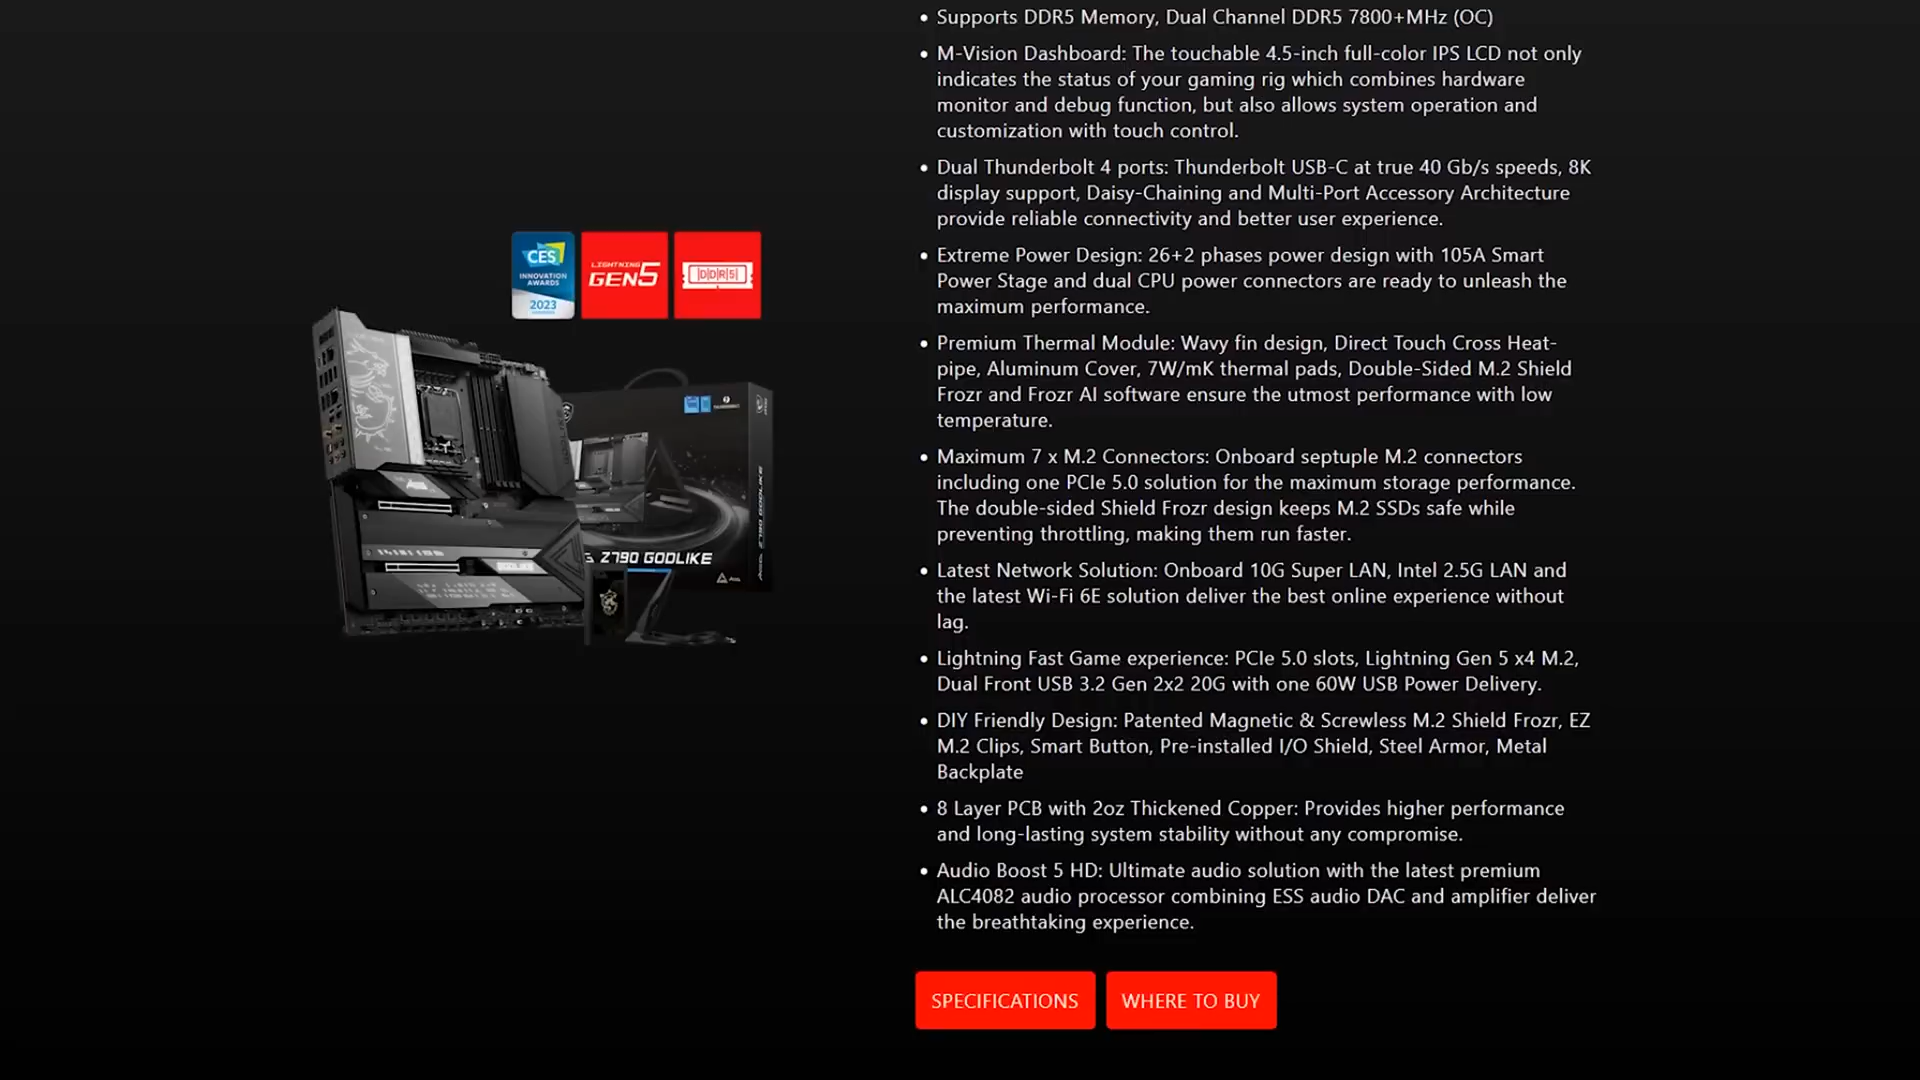 Supports DDR5 Memory, Dual Channel DDR5 7800+MHz (OC)
M-Vision Dashboard: The touchable 4.5-inch full-color IPS LCD not only
indicates the status of your gaming rig which combines hardware
monitor and debug function, but also allows system operation and
customization with touch control.
Dual Thunderbolt 4 ports: Thunderbolt USB-C at true 40 Gb/s speeds, 8K
display support, Daisy-Chaining and Multi-Port Accessory Architecture
provide reliable connectivity and better user experience.
Extreme Power Design: 26+2 phases power design with 105A Smart
Power Stage and dual CPU power connectors are ready to unleash the
maximum performance.
Premium Thermal Module: Wavy fin design, Direct Touch Cross Heat-
pipe, Aluminum Cover, 7W/mK thermal pads, Double-Sided M.2 Shield
Frozr and Frozr AI software ensure the utmost performance with low
temperature.
Maximum 7 x M.2 Connectors: Onboard septuple M.2 connectors
including one PCIe 5.0 solution for the maximum storage performance.
The double-sided Shield Frozr design keeps M.2 SSDs safe while
preventing throttling, making them run faster.
Latest Network Solution: Onboard 10G Super LAN, Intel 2.5G LAN and
the latest Wi-Fi 6E solution deliver the best online experience without
lag.
Lightning Fast Game experience: PCIe 5.0 slots, Lightning Gen 5 x4 M.2,
Dual Front USB 3.2 Gen 2x2 20G with one 60W USB Power Delivery.
DIY Friendly Design: Patented Magnetic & Screwless M.2 Shield Frozr, EZ
M.2 Clips, Smart Button, Pre-installed I/O Shield, Steel Armor, Metal
Backplate
8 Layer PCB with 2oz Thickened Copper: Provides higher performance
and long-lasting system stability without any compromise.
Audio Boost 5 HD: Ultimate audio solution with the latest premium
ALC4082 audio processor combining ESS audio DAC and amplifier deliver
the breathtaking experience.
SPECIFICATIONS
WHERE TO BUY
CES
INNOVATION
AWARDS
2023
LIGHTNING
GEN5
DDR5
Z790 GODLIKE
Z790 GODLIKE
GODLIKE